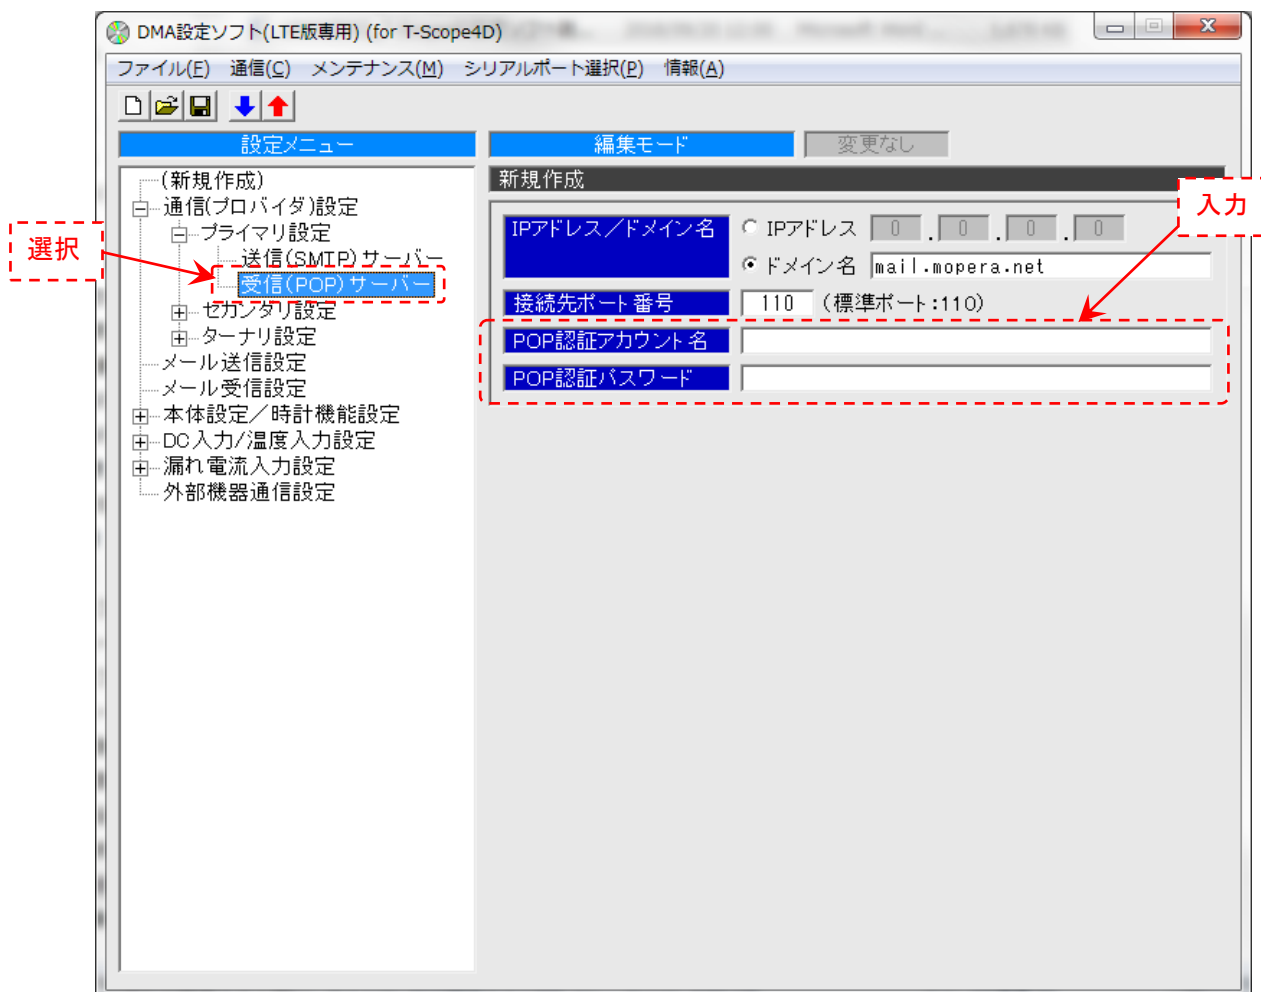 DMA設定ソフト(LTE版専用) (for T-Scope4D)
ファイル(F) 通信(C) メンテナンス(M) シリアルポート選択(P) 情報(A)
設定メニュー
編集モード
変更なし
(新規作成)
通信(プロバイダ)設定
プライマリ設定
送信(SMTP)サーバー
受信(POP)サーバー
セカンダリ設定
ターナリ設定
メール送信設定
メール受信設定
本体設定/時計機能設定
DC入力/温度入力設定
漏れ電流入力設定
外部機器通信設定
選択
新規作成
入力
IPアドレス/ドメイン名
IPアドレス 0 . 0 . 0 . 0
ドメイン名 mail.mopera.net
接続先ポート番号 110 (標準ポート:110)
POP認証アカウント名
POP認証パスワード